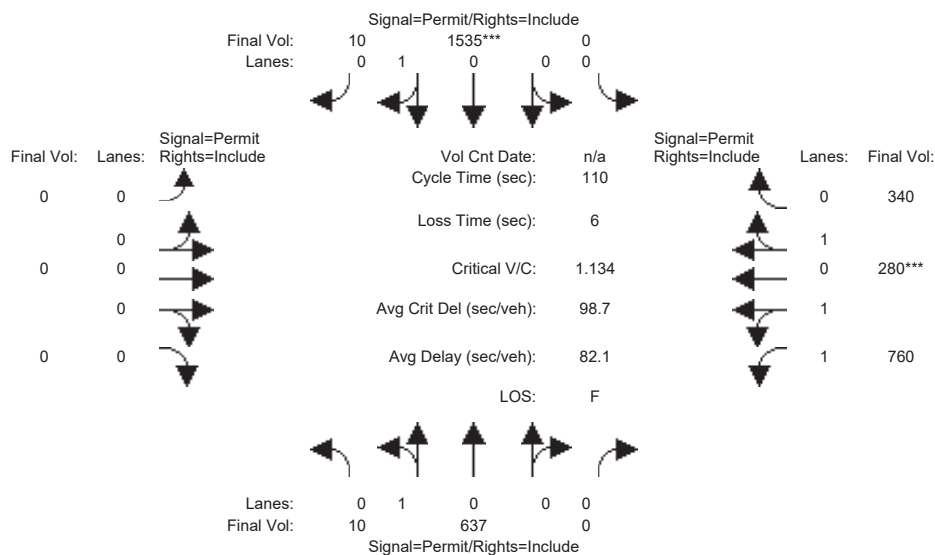 Signal=Permit/Rights=Include
Final Vol: 10 1535*** 0
Lanes: 0 1 0 0 0
Signal=Permit
Final Vol: Lanes: Rights=Include
Vol Cnt Date: n/a
Signal=Permit
Rights=Include Lanes: Final Vol:
Cycle Time (sec): 110
0 0
0 340
Loss Time (sec): 6
0
1
0 0
Critical V/C: 1.134
0 280***
0
Avg Crit Del (sec/veh): 98.7
1
0 0
Avg Delay (sec/veh): 82.1
1 760
LOS: F
Lanes: 0 1 0 0 0
Final Vol: 10 637 0
Signal=Permit/Rights=Include